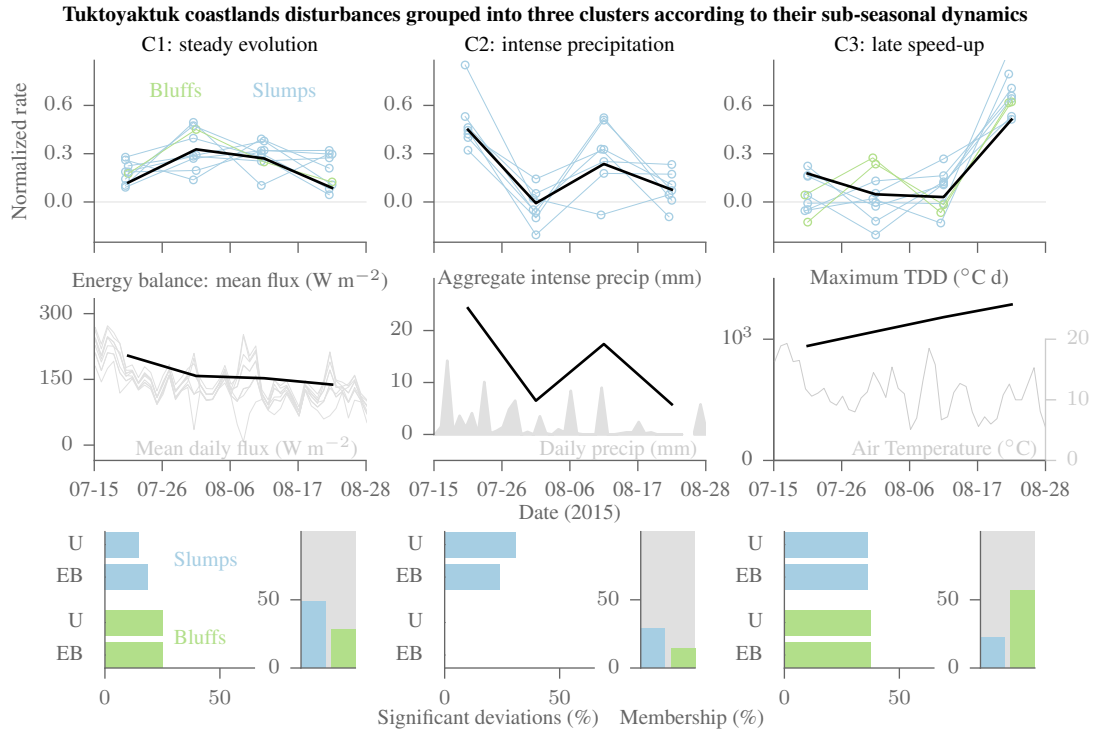 Tuktoyaktuk coastlands disturbances grouped into three clusters according to their sub-seasonal dynamics
C1: steady evolution
C2: intense precipitation
C3: late speed-up
Normalized rate
0.6
0.3
0.0
Bluffs
Slumps
0.6
0.3
0.0
0.6
0.3
0.0
Energy balance: mean flux (W m−2)
300
150
0
Mean daily flux (W m−2)
07-15 07-26 08-06 08-17 08-28
Aggregate intense precip (mm)
20
10
0
Daily precip (mm)
07-15 07-26 08-06 08-17 08-28
Date (2015)
Maximum TDD (°C d)
10³
0
20
10
0
Air Temperature (°C)
07-15 07-26 08-06 08-17 08-28
U
EB
U
EB
Slumps
Bluffs
0 50
50
0
U
EB
U
EB
0 50
50
0
U
EB
U
EB
0 50
50
0
Significant deviations (%)
Membership (%)